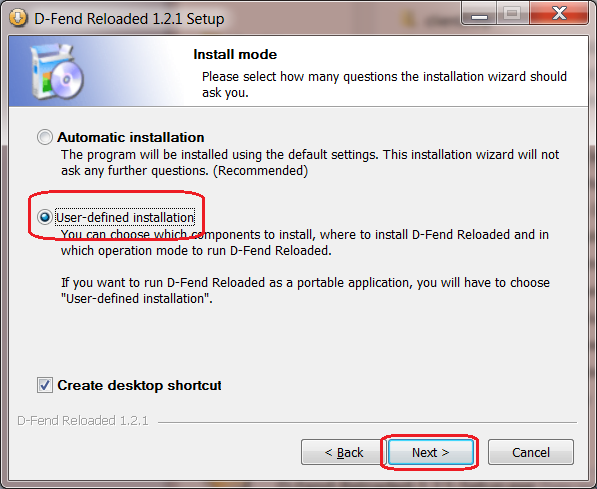 D-Fend Reloaded 1.2.1 Setup
Install mode
Please select how many questions the installation wizard should
ask you.
Automatic installation
The program will be installed using the default settings. This installation wizard will not
ask any further questions. (Recommended)
User-defined installation
You can choose which components to install, where to install D-Fend Reloaded and in
which operation mode to run D-Fend Reloaded.
If you want to run D-Fend Reloaded as a portable application, you will have to choose
"User-defined installation".
Create desktop shortcut
D-Fend Reloaded 1.2.1
< Back
Next >
Cancel